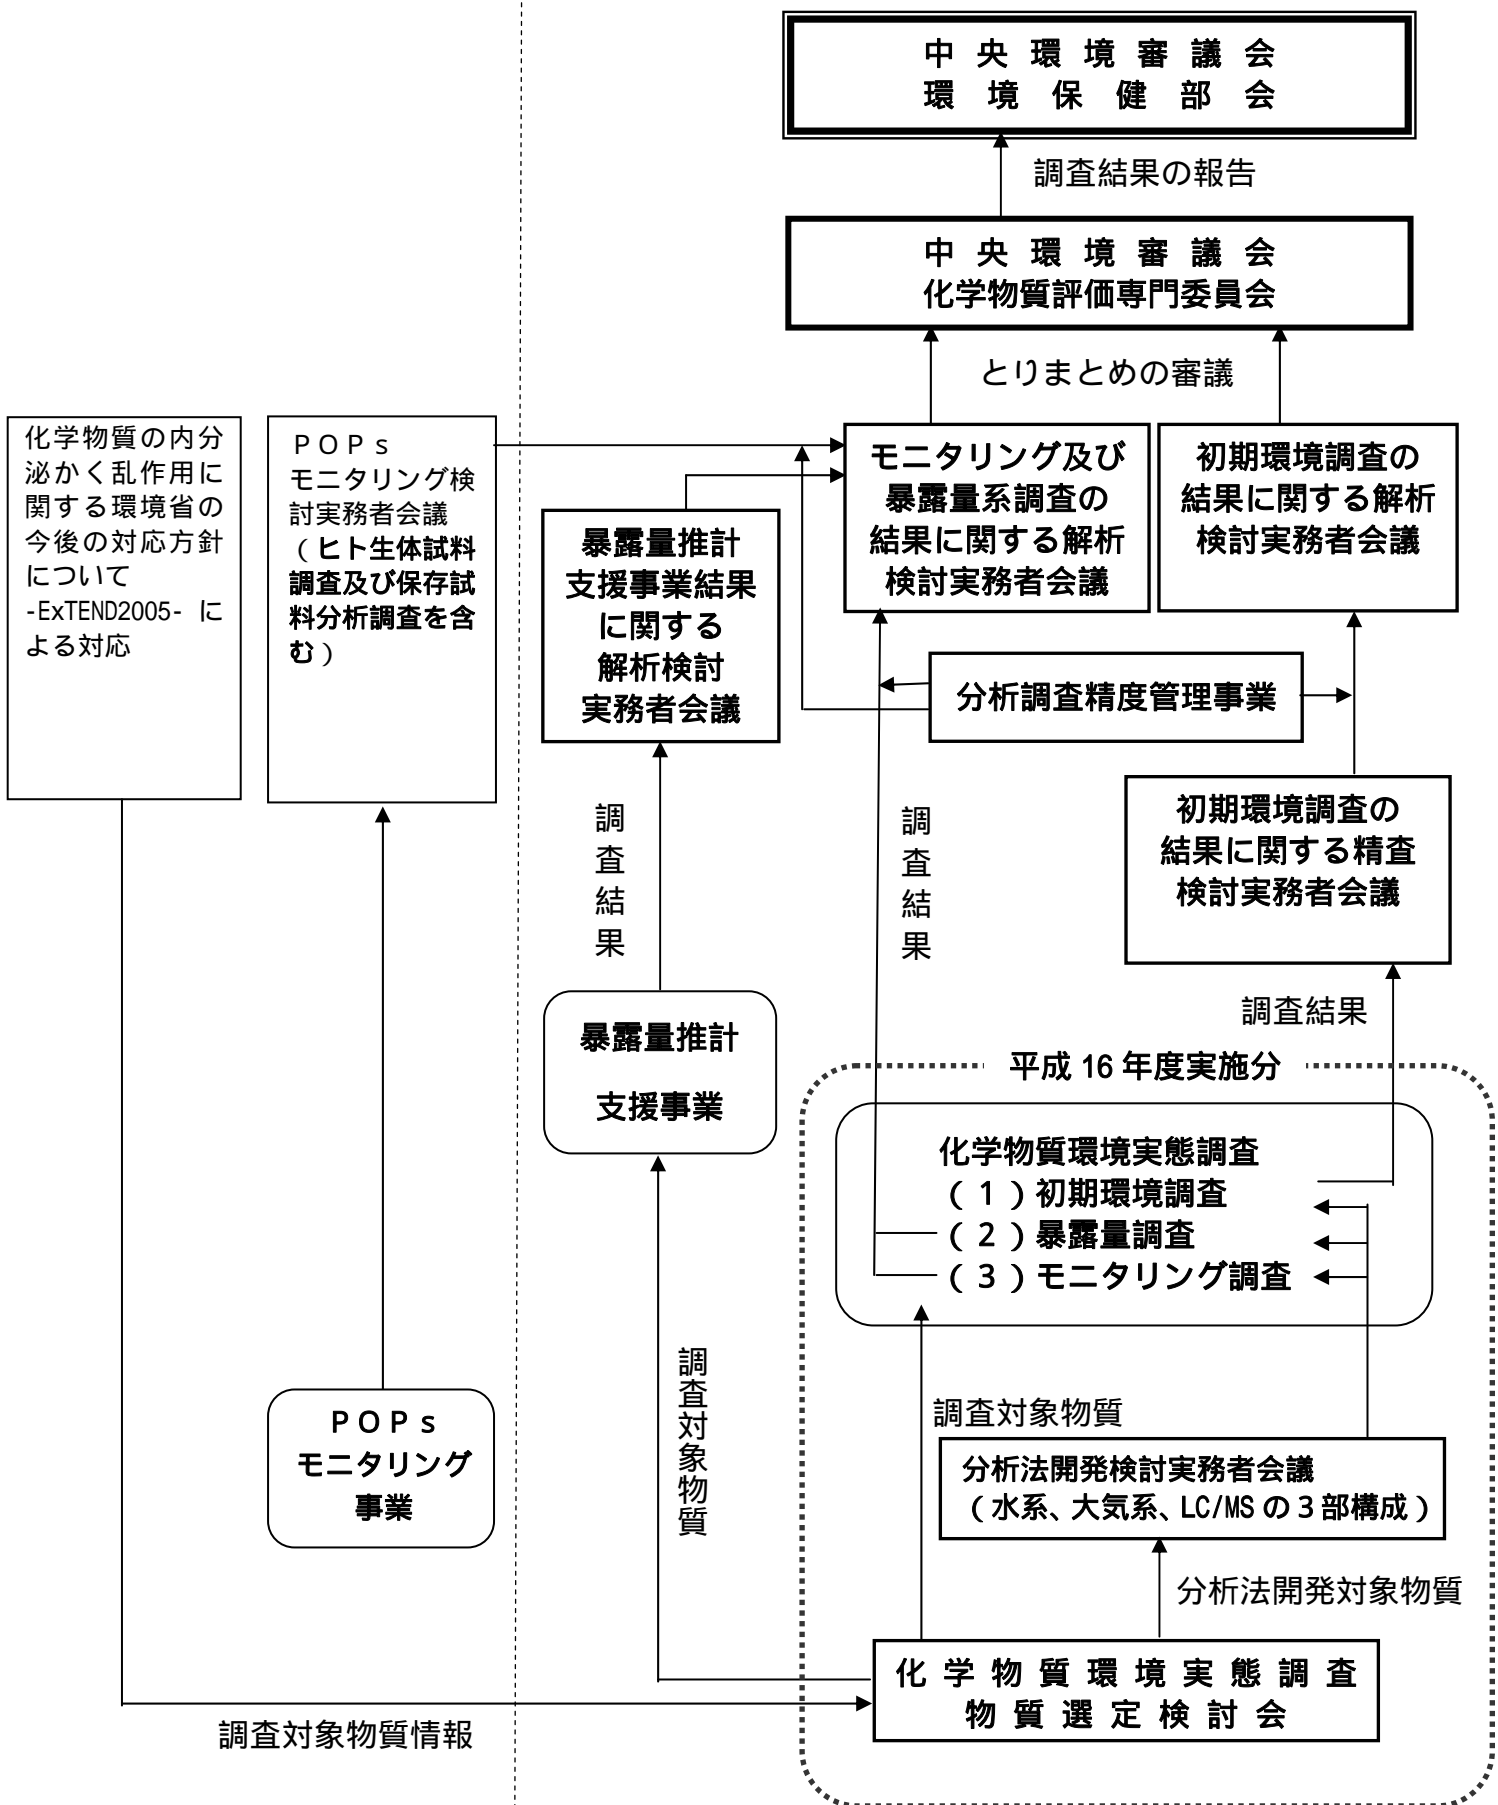 中央環境審議会
環境保健部会
調査結果の報告
中央環境審議会
化学物質評価専門委員会
とりまとめの審議
化学物質の内分
泌かく乱作用に
関する環境省の
今後の対応方針
について
-ExTEND2005- に
よる対応
ＰＯＰｓ
モニタリング検
討実務者会議
（ヒト生体試料
調査及び保存試
料分析調査を含
む）
暴露量推計
支援事業結果
に関する
解析検討
実務者会議
モニタリング及び
暴露量系調査の
結果に関する解析
検討実務者会議
初期環境調査の
結果に関する解析
検討実務者会議
分析調査精度管理事業
調査結果
調査結果
初期環境調査の
結果に関する精査
検討実務者会議
調査結果
暴露量推計
支援事業
平成 16 年度実施分
化学物質環境実態調査
（１）初期環境調査
（２）暴露量調査
（３）モニタリング調査
ＰＯＰｓ
モニタリング
事業
調査対象物質
調査対象物質
分析法開発検討実務者会議
（水系、大気系、LC/MS の３部構成）
分析法開発対象物質
化学物質環境実態調査
物質選定検討会
調査対象物質情報